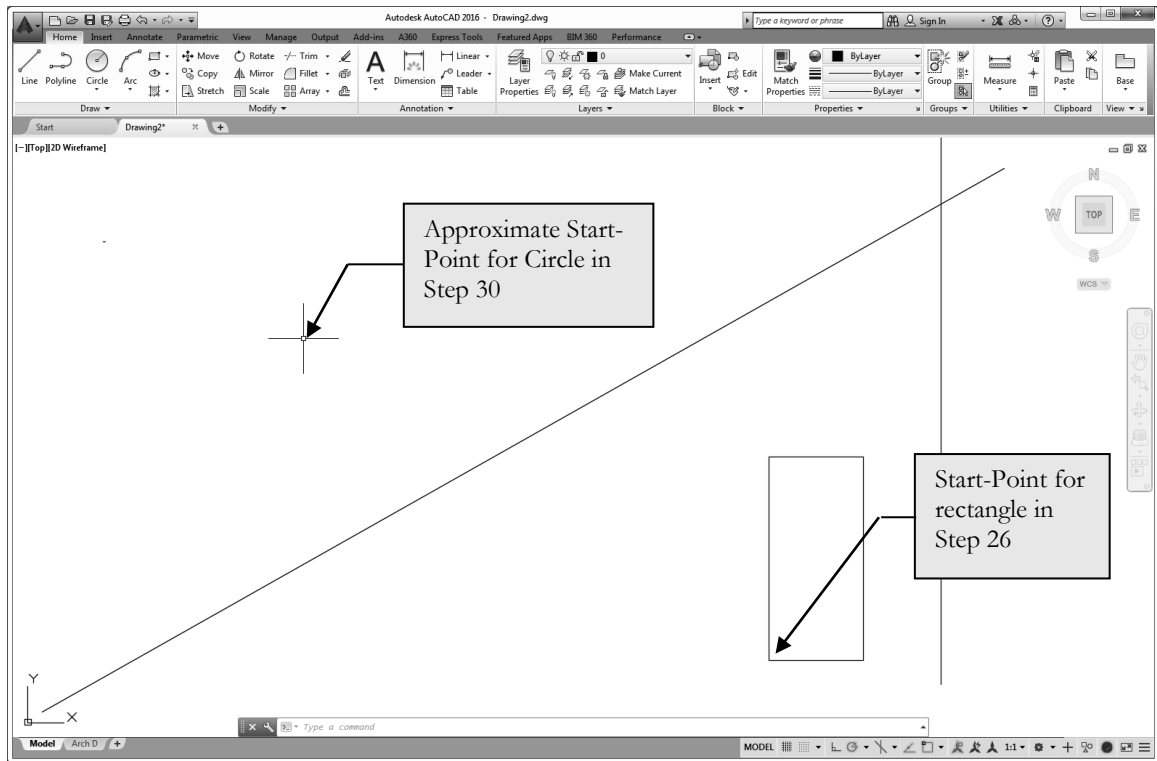 Autodesk AutoCAD 2016 - Drawing2.dwg
Type a keyword or phrase
Sign In
Home Insert Annotate Parametric View Manage Output Add-ins A360 Express Tools Featured Apps BIM 360 Performance
Line Polyline Circle Arc
Move Rotate Trim
Copy Mirror Fillet
Stretch Scale Array
Text Dimension
Linear
Leader
Table
Layer Properties
0
Make Current
Match Layer
Insert
Edit
Match Properties
ByLayer
ByLayer
ByLayer
Group
Measure
Paste
Base
Draw Modify Annotation Layers Block Properties Groups Utilities Clipboard View
Start Drawing2*
[–][Top][2D Wireframe]
N
W TOP E
S
WCS
Approximate Start-
Point for Circle in
Step 30
Start-Point for
rectangle in
Step 26
Y
X
Type a command
Model Arch D +
MODEL 1:1